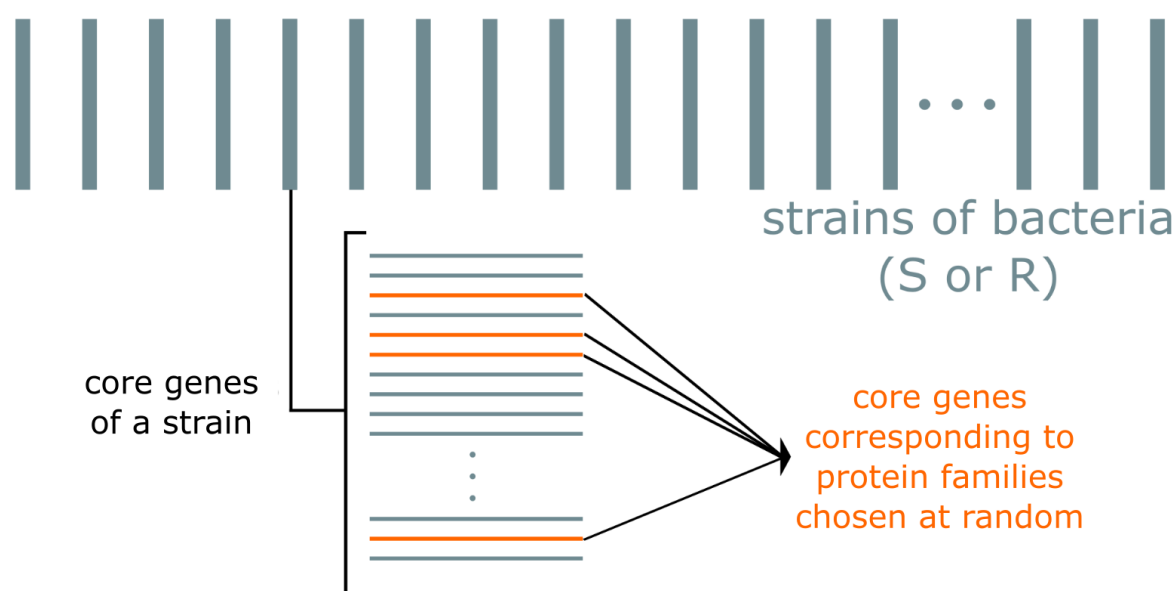 strains of bacteria
(S or R)
core genes
of a strain
core genes
corresponding to
protein families
chosen at random